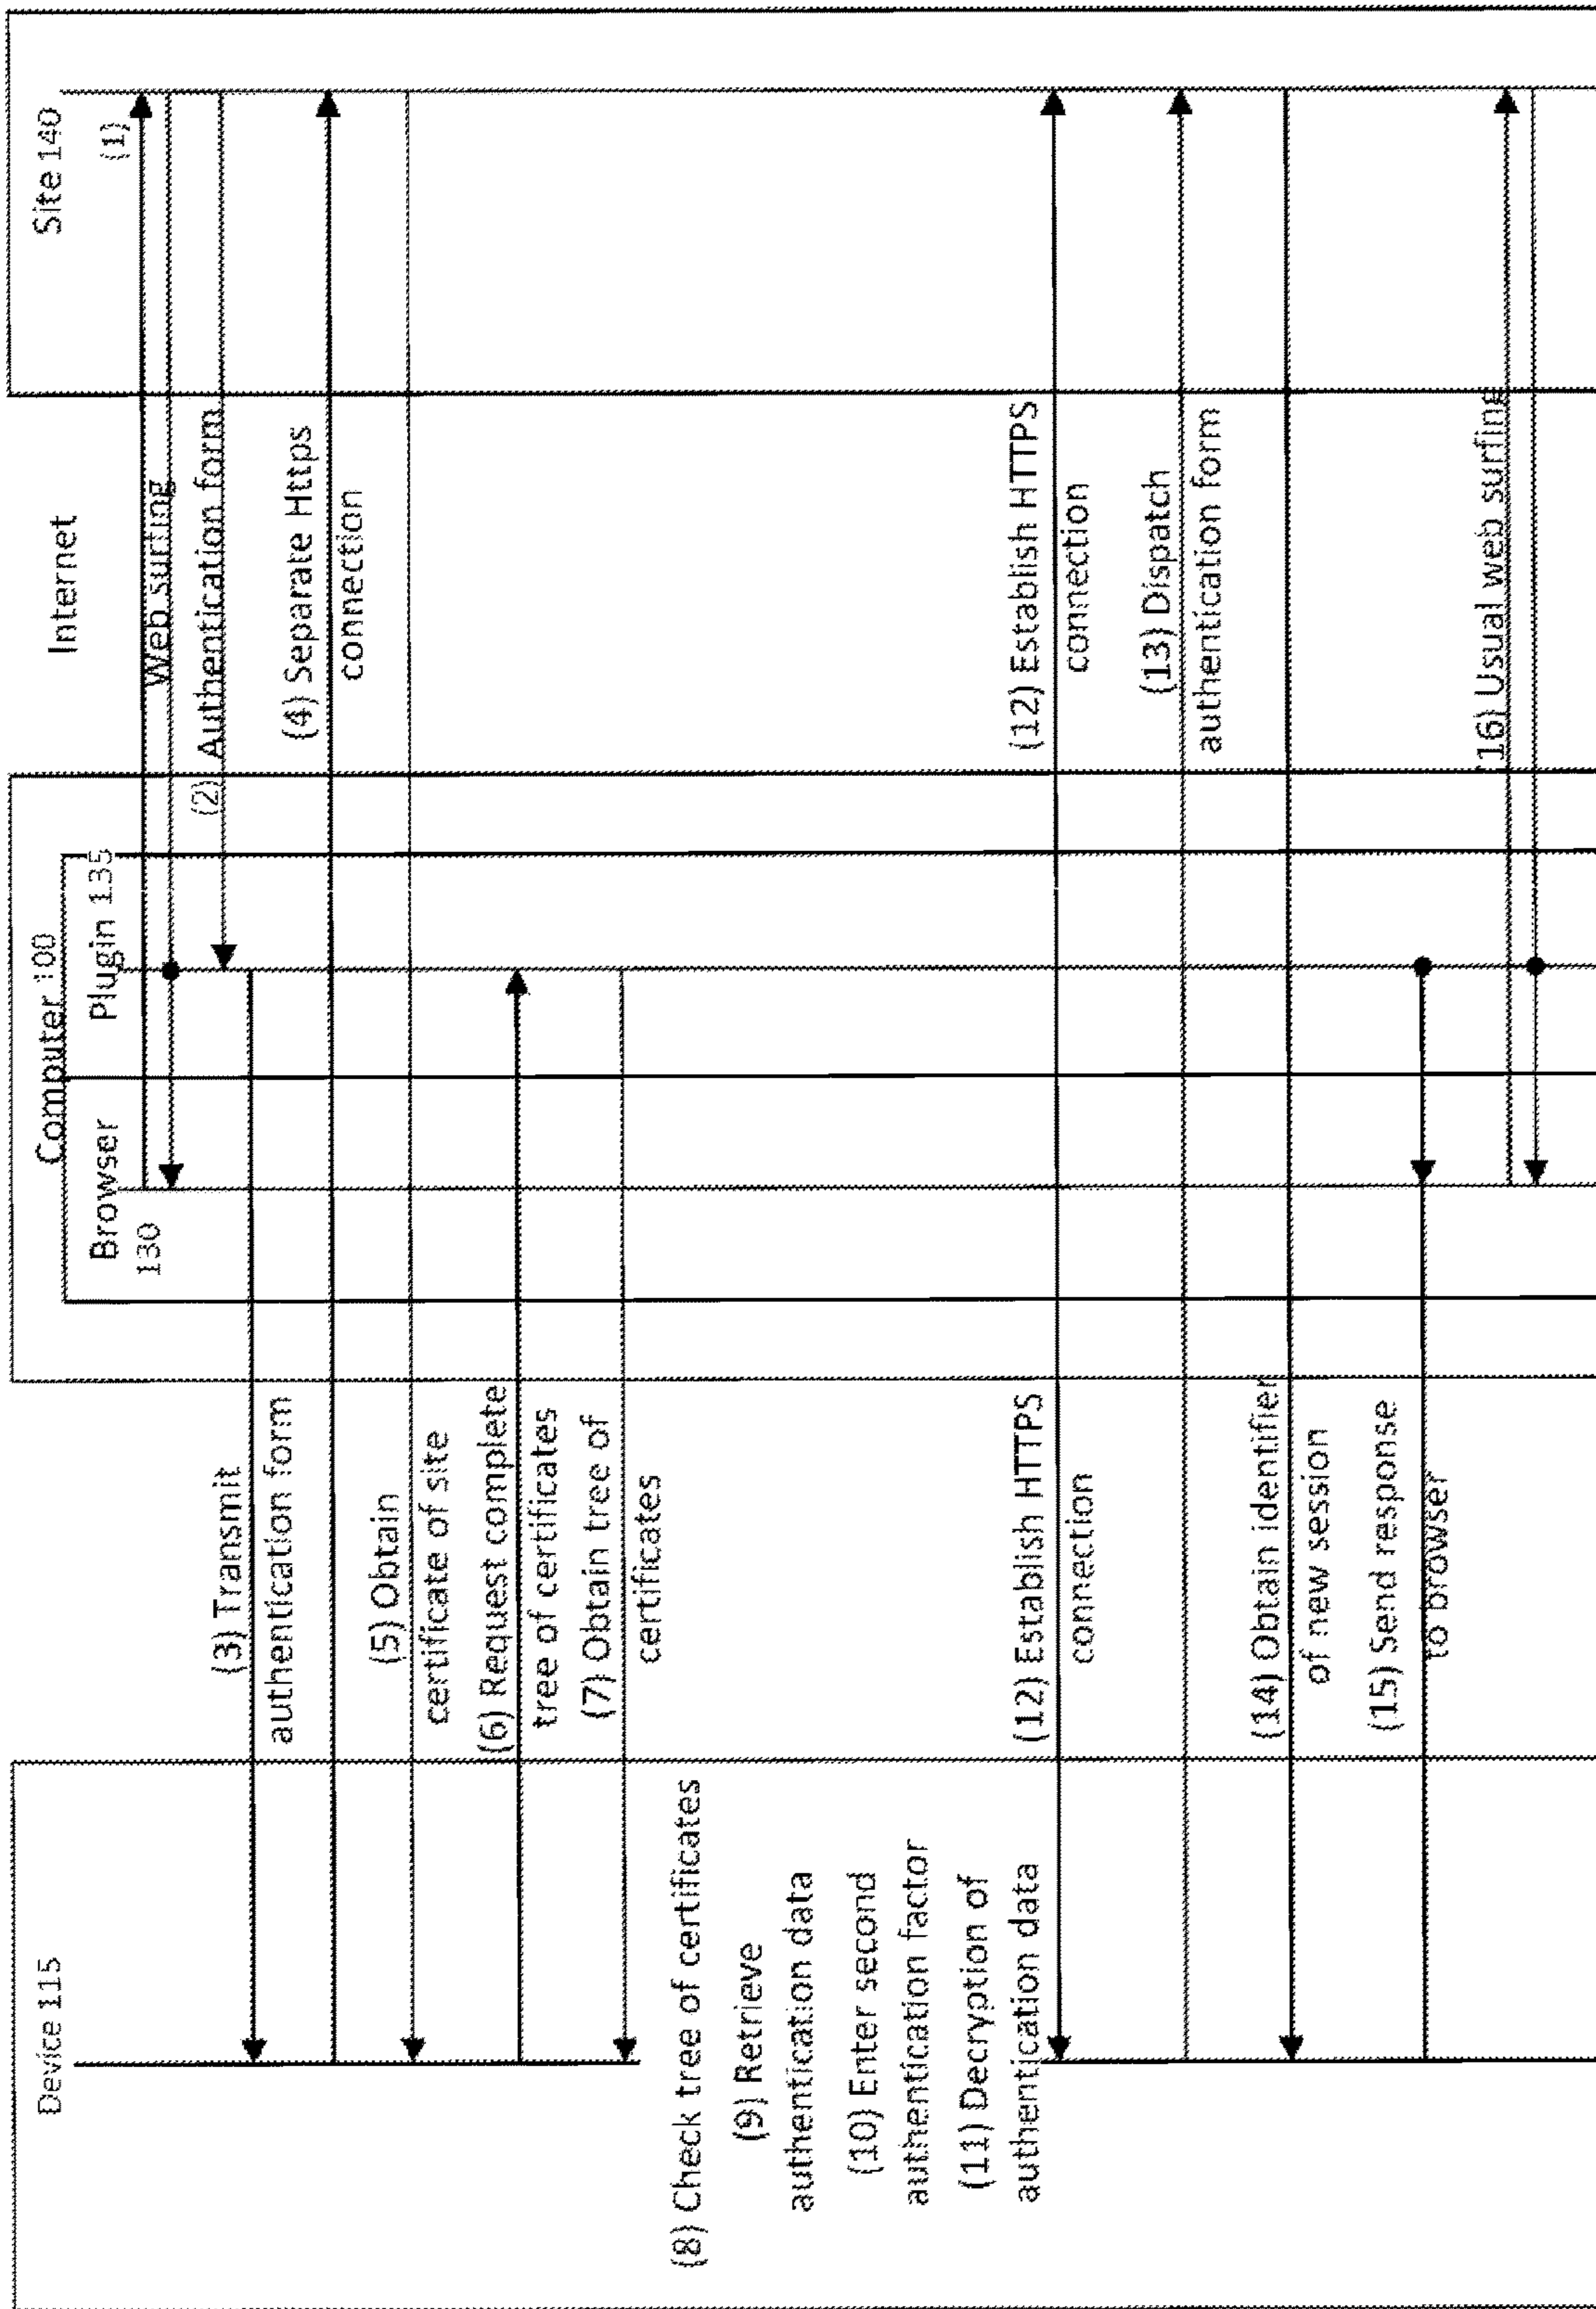 Device 115
Computer 100
Browser
130
Plugin 135
Internet
Site 140
(1)
Web surfing
(2) Authentication form
(3) Transmit
authentication form
(4) Separate Https
connection
(5) Obtain
certificate of site
(6) Request complete
tree of certificates
(7) Obtain tree of
certificates
(8) Check tree of certificates
(9) Retrieve
authentication data
(10) Enter second
authentication factor
(11) Decryption of
authentication data
(12) Establish HTTPS
connection
(12) Establish HTTPS
connection
(13) Dispatch
authentication form
(14) Obtain identifier
of new session
(15) Send response
to browser
(16) Usual web surfing